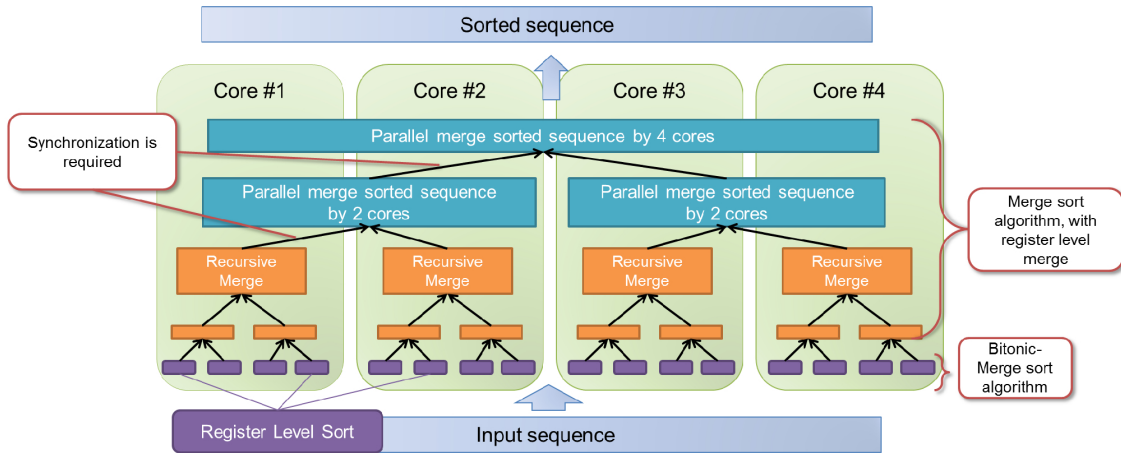 Sorted sequence
Core #1
Core #2
Core #3
Core #4
Parallel merge sorted sequence by 4 cores
Synchronization is
required
Parallel merge sorted sequence
by 2 cores
Parallel merge sorted sequence
by 2 cores
Merge sort
algorithm, with
register level
merge
Recursive
Merge
Recursive
Merge
Recursive
Merge
Recursive
Merge
Bitonic-
Merge sort
algorithm
Register Level Sort
Input sequence